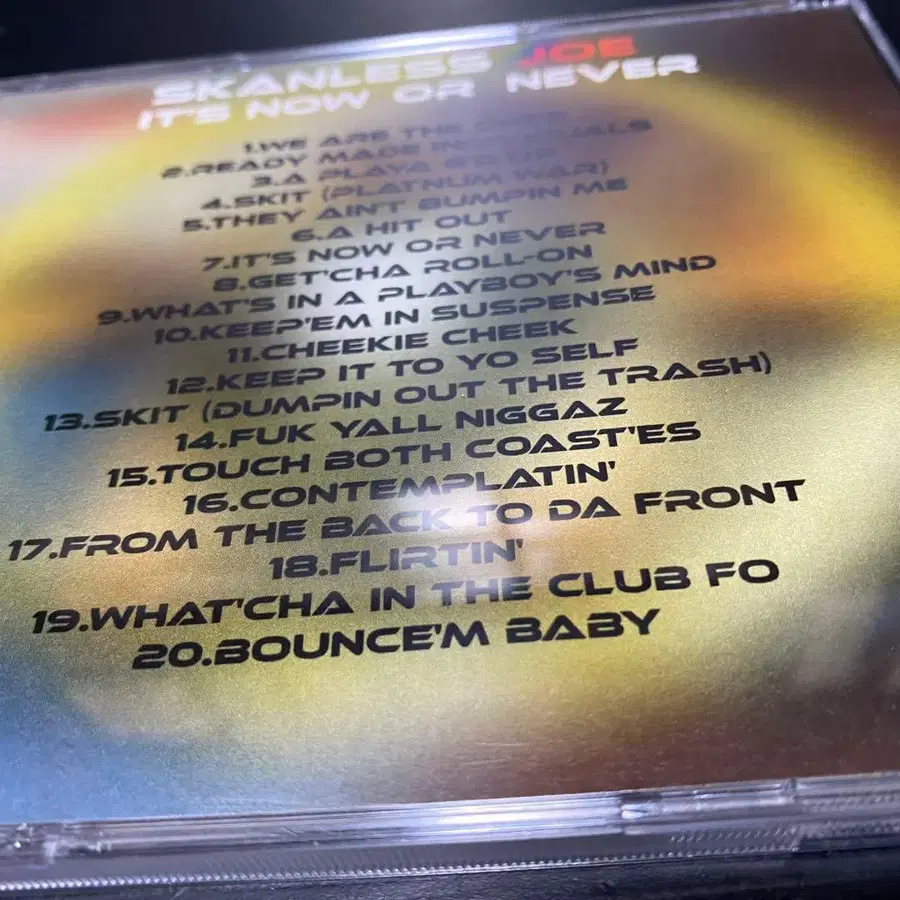 SKANLESS JOE
IT'S NOW OR NEVER
1.WE ARE THE
2.READY MADE
3.A PLAYA
4.SKIT (PLATNUM WAR)
5.THEY AINT BUMPIN ME
6.A HIT OUT
7.IT'S NOW OR NEVER
8.GET'CHA ROLL-ON
9.WHAT'S IN A PLAYBOY'S MIND
10.KEEP'EM IN SUSPENSE
11.CHEEKIE CHEEK
12.KEEP IT TO YO SELF
13.SKIT (DUMPIN OUT THE TRASH)
14.FUK YALL NIGGAZ
15.TOUCH BOTH COAST'ES
16.CONTEMPLATIN'
17.FROM THE BACK TO DA FRONT
18.FLIRTIN'
19.WHAT'CHA IN THE CLUB FO
20.BOUNCE'M BABY